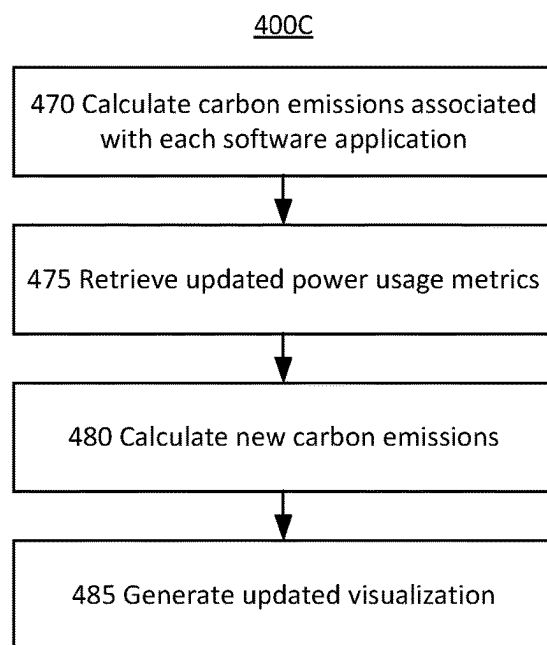 400C
470 Calculate carbon emissions associated
with each software application
475 Retrieve updated power usage metrics
480 Calculate new carbon emissions
485 Generate updated visualization